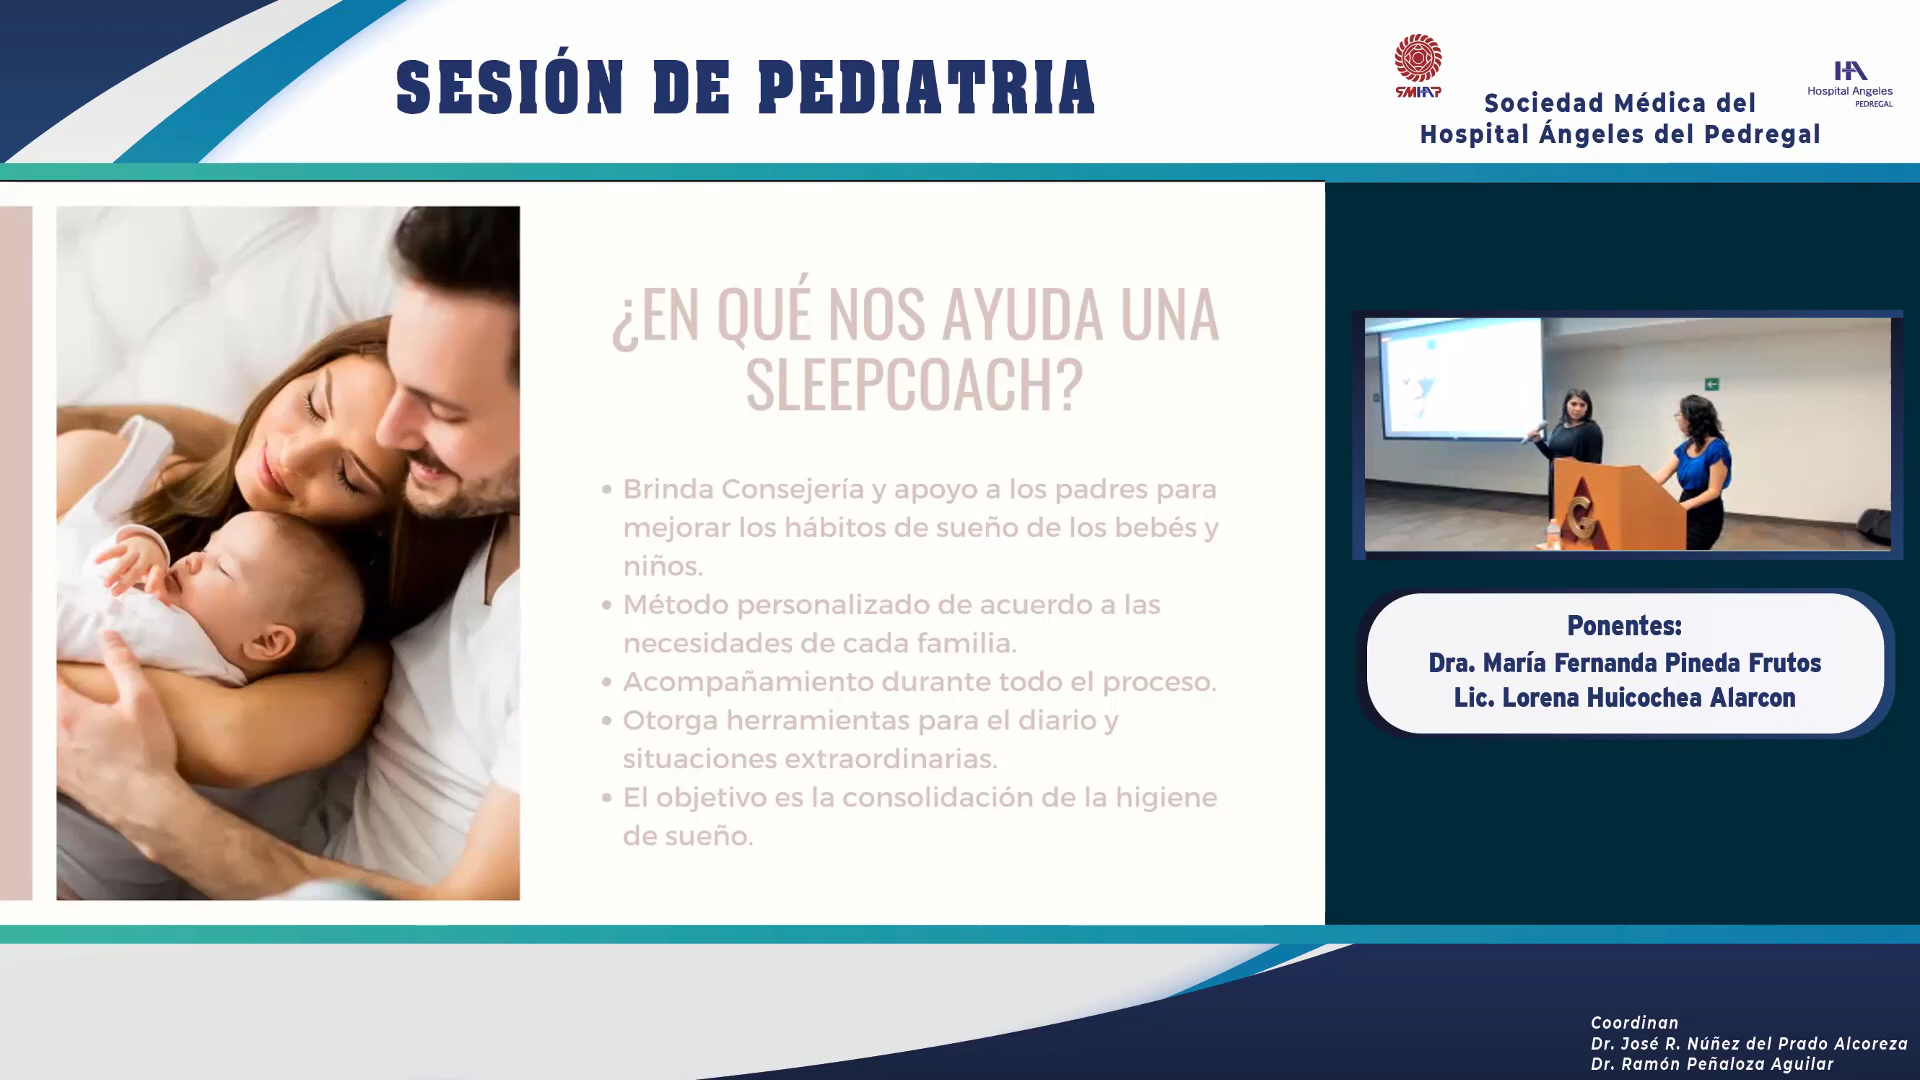 SESIÓN DE PEDIATRIA
SMHAP
Sociedad Médica del
Hospital Ángeles del Pedregal
HA
Hospital Angeles
PEDREGAL
¿EN QUÉ NOS AYUDA UNA
SLEEPCOACH?
• Brinda Consejería y apoyo a los padres para
mejorar los hábitos de sueño de los bebés y
niños.
• Método personalizado de acuerdo a las
necesidades de cada familia.
• Acompañamiento durante todo el proceso.
• Otorga herramientas para el diario y
situaciones extraordinarias.
• El objetivo es la consolidación de la higiene
de sueño.
Ponentes:
Dra. María Fernanda Pineda Frutos
Lic. Lorena Huicochea Alarcon
Coordinan
Dr. José R. Núñez del Prado Alcoreza
Dr. Ramón Peñaloza Aguilar